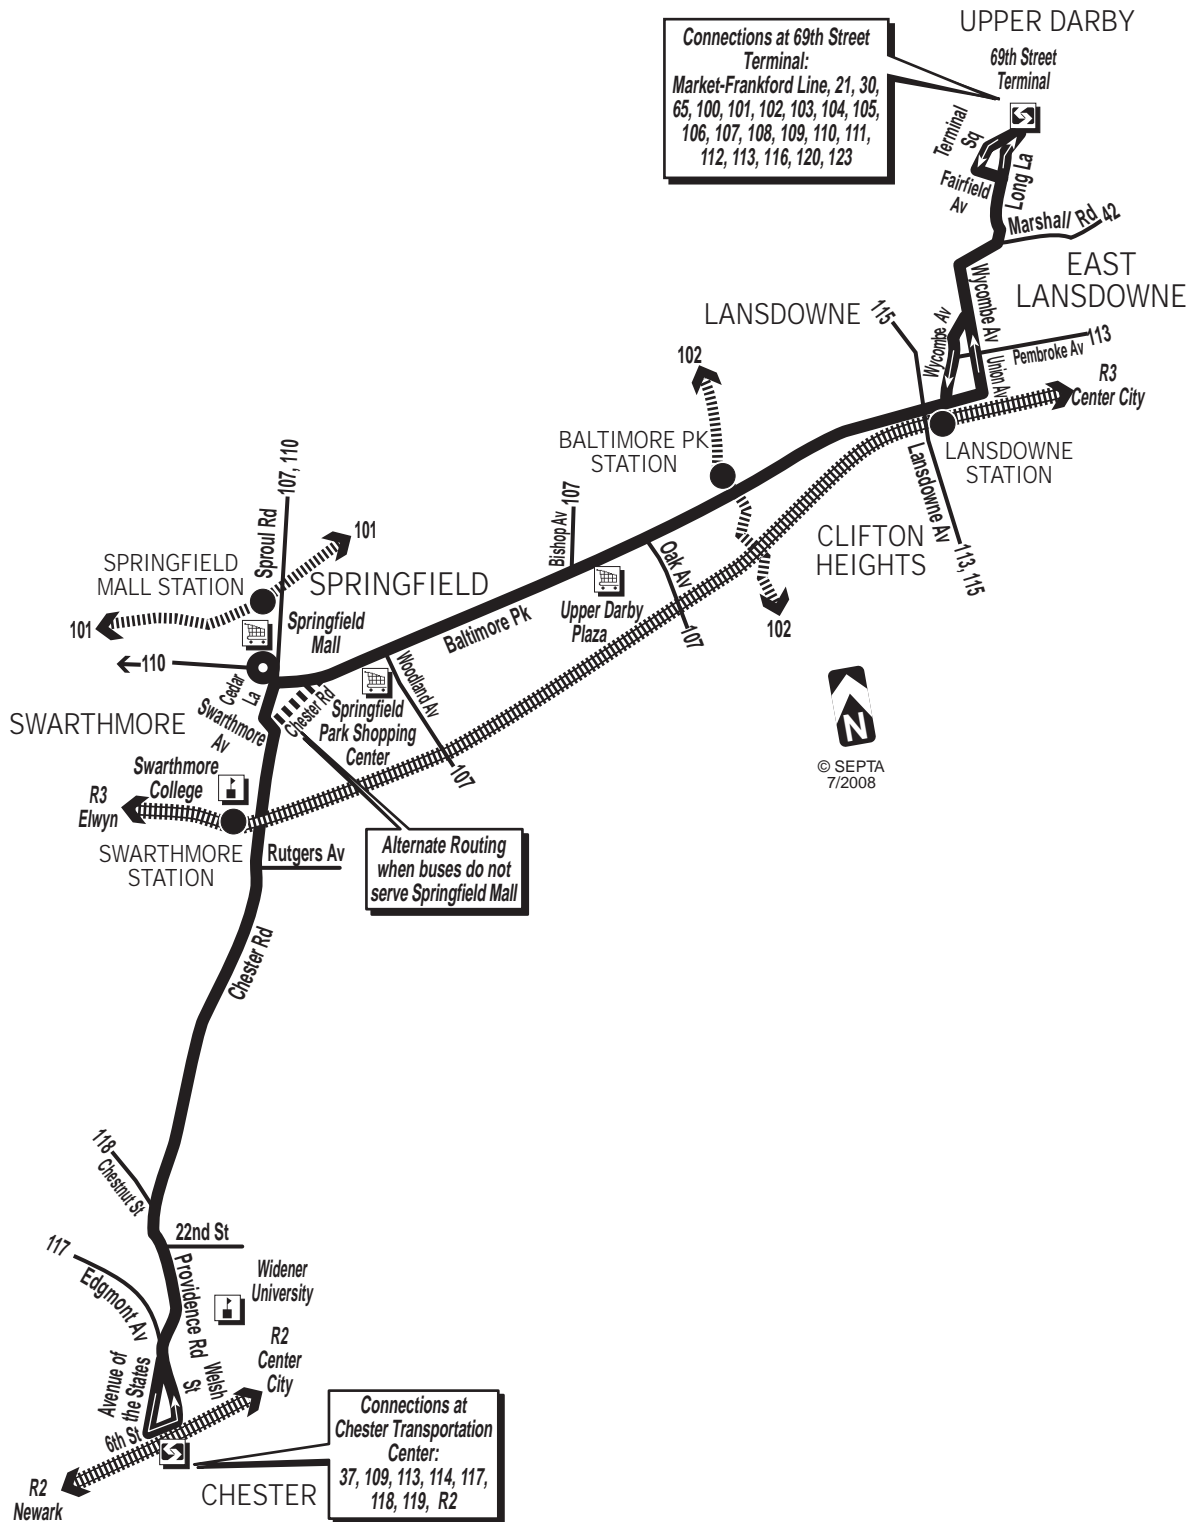 UPPER DARBY
69th Street
Terminal
Connections at 69th Street
Terminal:
Market-Frankford Line, 21, 30,
65, 100, 101, 102, 103, 104, 105,
106, 107, 108, 109, 110, 111,
112, 113, 116, 120, 123
Terminal
Sq
Fairfield
Av
Long La
Marshall Rd 42
EAST
LANSDOWNE
Wycombe Av
LANSDOWNE
115
Wycombe Av
Union Av
Pembroke Av
113
R3
Center City
102
BALTIMORE PK
STATION
LANSDOWNE
STATION
Lansdowne Av
113, 115
CLIFTON
HEIGHTS
107, 110
Sproul Rd
101
SPRINGFIELD
MALL STATION
SPRINGFIELD
Bishop Av
107
Oak Av
107
102
Upper Darby
Plaza
Baltimore Pk
101
Springfield
Mall
110
Cedar
La
Swarthmore
Av
Chester Rd
Woodland Av
107
Springfield
Park Shopping
Center
SWARTHMORE
Swarthmore
College
R3
Elwyn
N
© SEPTA
7/2008
SWARTHMORE
STATION
Rutgers Av
Alternate Routing
when buses do not
serve Springfield Mall
Chester Rd
118
Chestnut St
22nd St
117
Edgmont Av
Providence Rd
Widener
University
R2
Center
City
Avenue of
the States
Welsh
St
6th St
Connections at
Chester Transportation
Center:
37, 109, 113, 114, 117,
118, 119, R2
R2
Newark
CHESTER